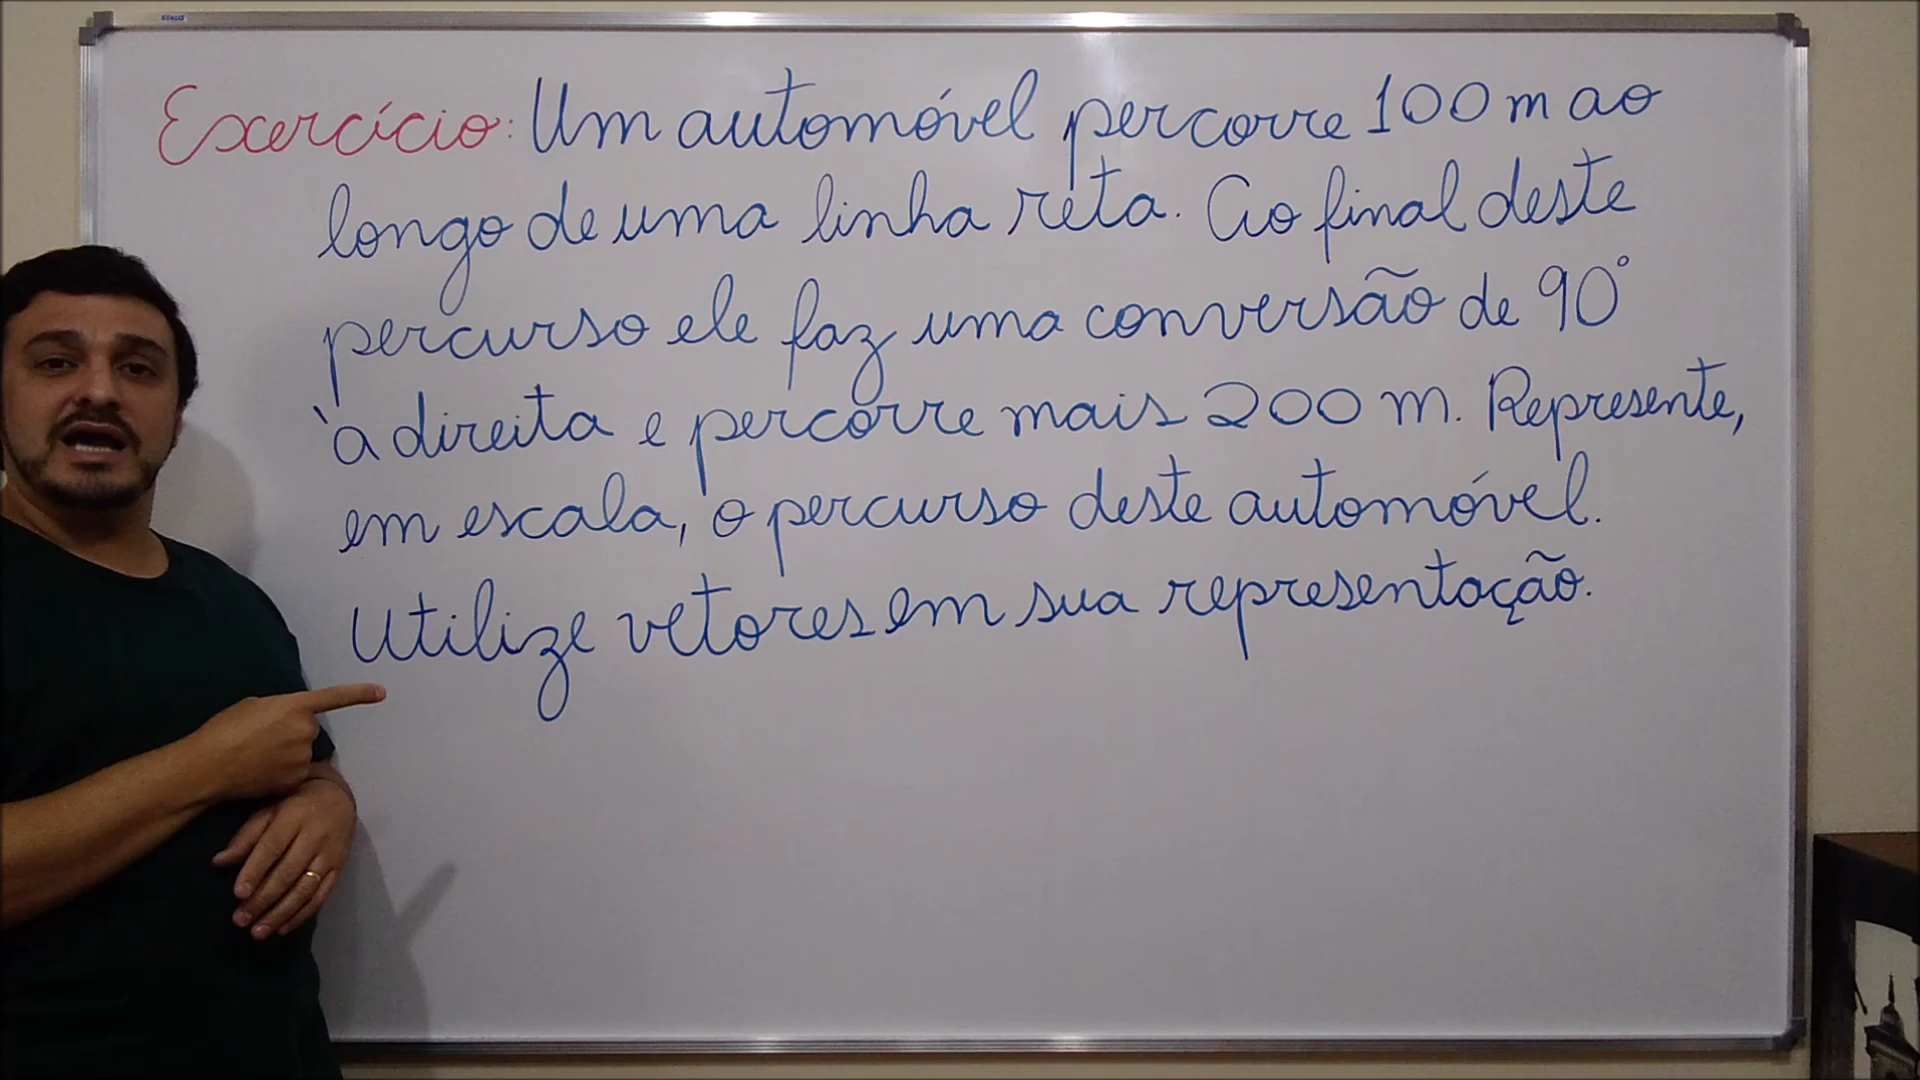 STALO
Exercício: Um automóvel percorre 100 m ao
longo de uma linha reta. Ao final deste
percurso ele faz uma conversão de 90°
à direita e percorre mais 200 m. Represente,
em escala, o percurso deste automóvel.
Utilize vetores em sua representação.